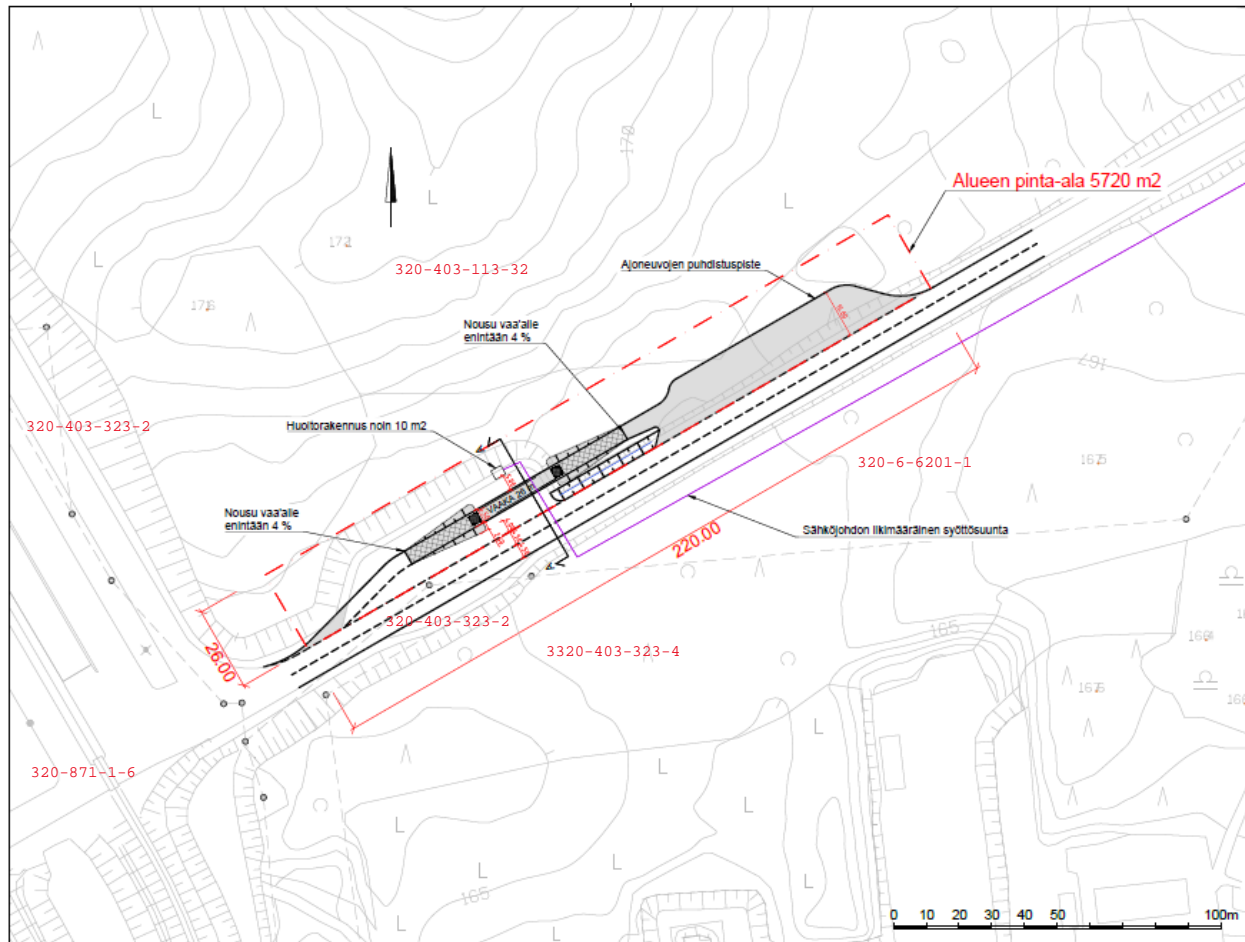 170
Alueen pinta-ala 5720 m2
172
320-403-113-32
Ajoneuvojen puhdistuspiste
176
Nousu vaa'alle
enintään 4 %
167
320-403-323-2
Huoltorakennus noin 10 m2
320-6-6201-1
VAAKA
Nousu vaa'alle
enintään 4 %
Sähköjohdon likimääräinen syöttösuunta
220.00
320-403-323-2
165
26.00
3320-403-323-4
320-871-1-6
165
0 10 20 30 40 50 100m